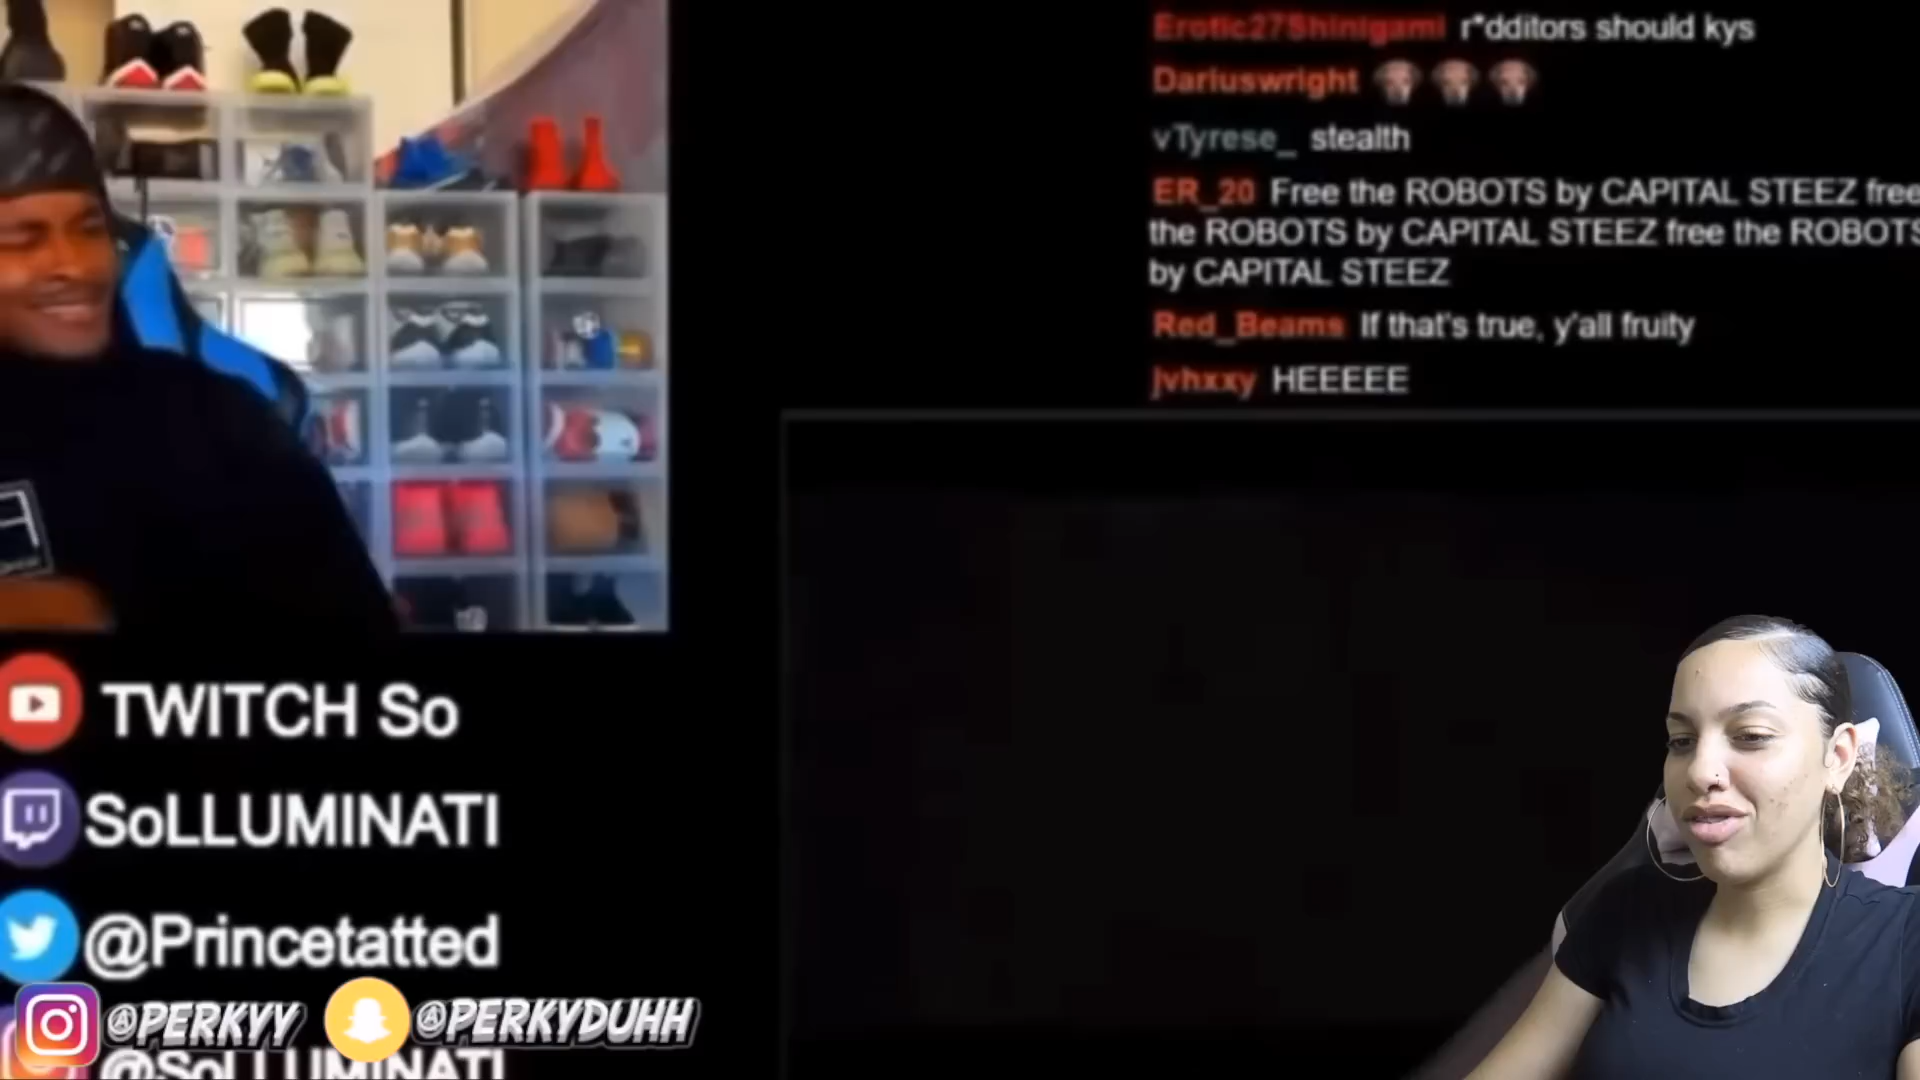 Erotic27Shinigami r*dditors should kys
Dariuswright
vTyrese_ stealth
ER_20 Free the ROBOTS by CAPITAL STEEZ free
the ROBOTS by CAPITAL STEEZ free the ROBOTS
by CAPITAL STEEZ
Red_Beams If that's true, y'all fruity
jvhxxy HEEEEE
TWITCH So
SoLLUMINATI
@Princetatted
@PERKYY @PERKYDUHH
@SoLLUMINATI